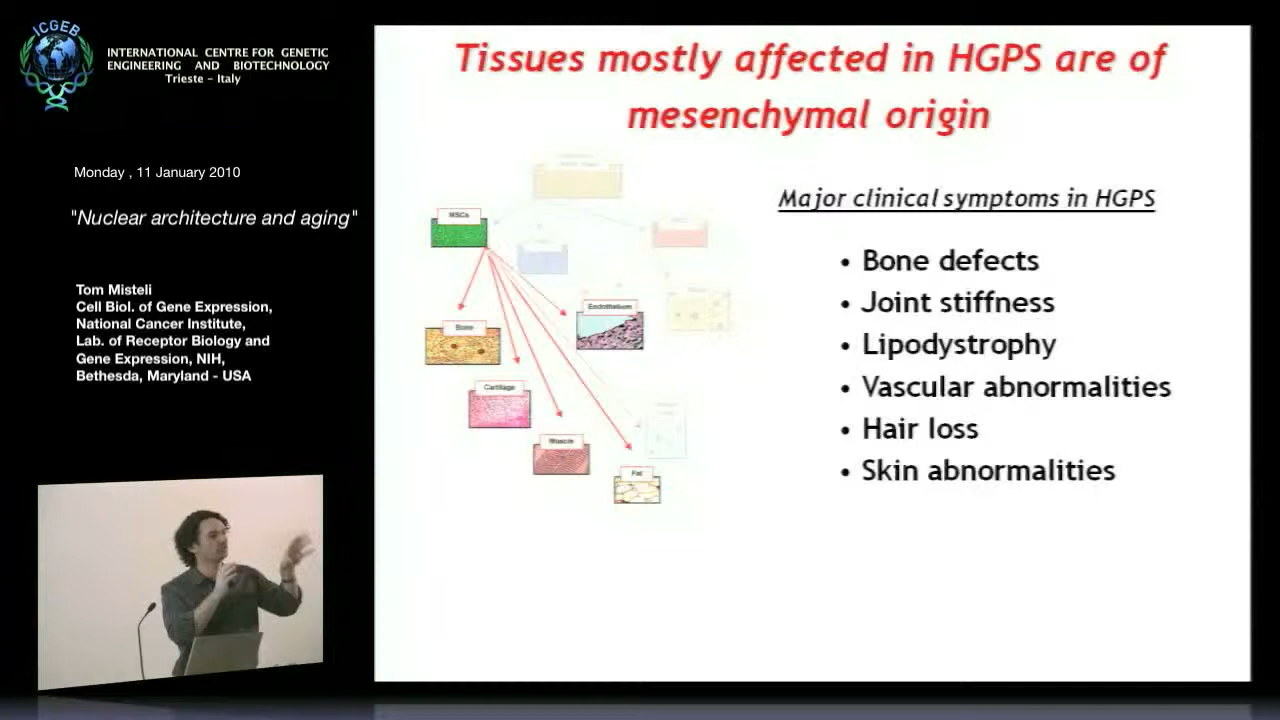 ICGEB
INTERNATIONAL CENTRE FOR GENETIC
ENGINEERING AND BIOTECHNOLOGY
Trieste – Italy
Monday , 11 January 2010
"Nuclear architecture and aging"
Tom Misteli
Cell Biol. of Gene Expression,
National Cancer Institute,
Lab. of Receptor Biology and
Gene Expression, NIH,
Bethesda, Maryland - USA
Tissues mostly affected in HGPS are of
mesenchymal origin
MSCs
Bone
Endothelium
Cartilage
Muscle
Fat
Major clinical symptoms in HGPS
• Bone defects
• Joint stiffness
• Lipodystrophy
• Vascular abnormalities
• Hair loss
• Skin abnormalities